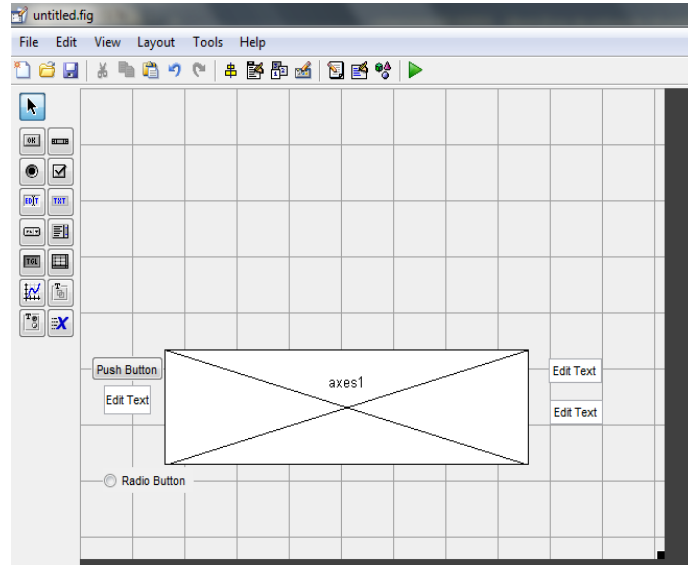 untitled.fig
File Edit View Layout Tools Help
OK
EDIT TXT
TGL
Push Button
axes1
Edit Text
Edit Text
Edit Text
Radio Button